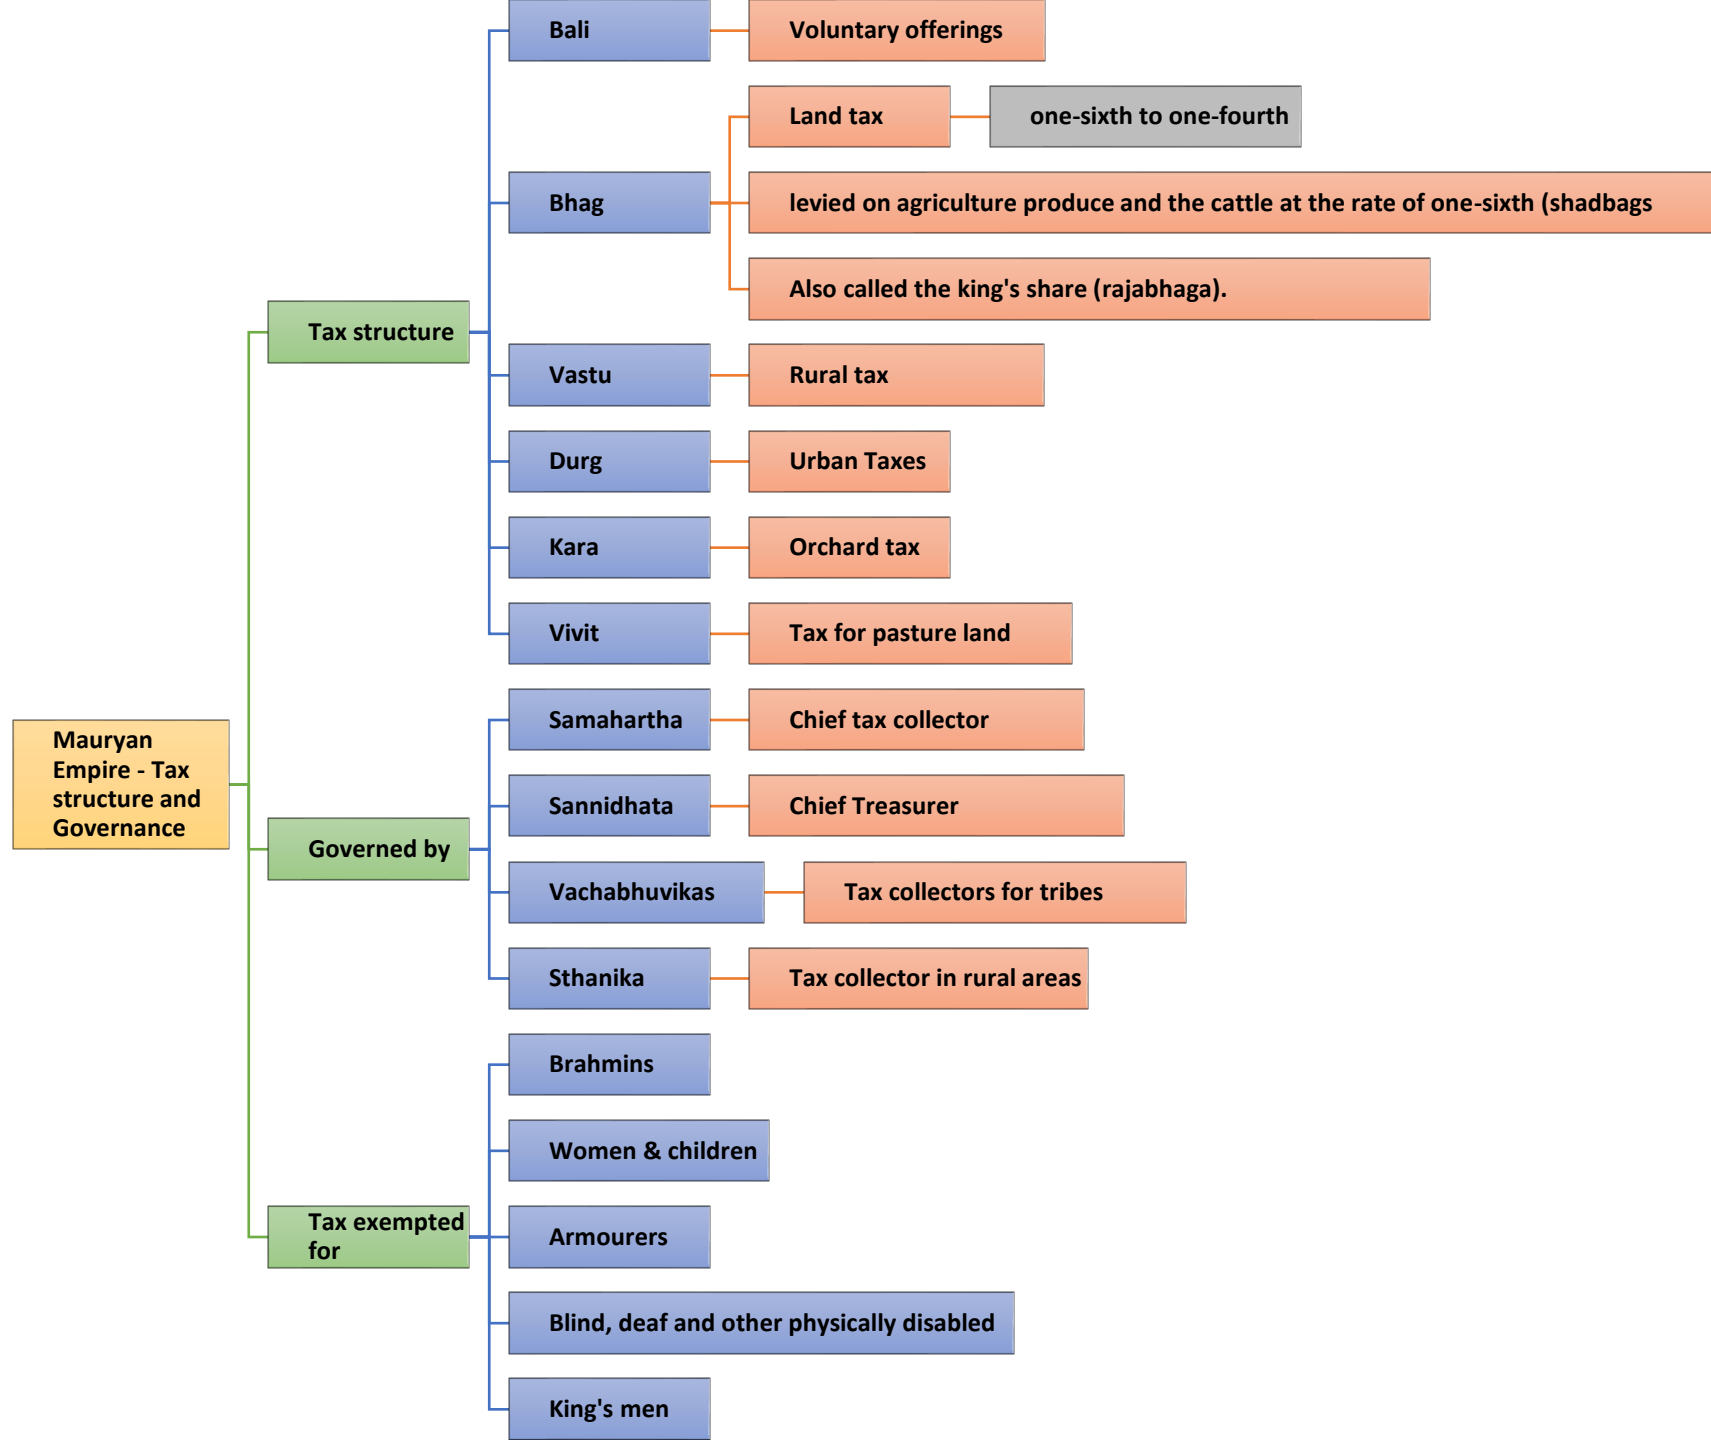 Mauryan
Empire - Tax
structure and
Governance
Tax structure
Bali
Voluntary offerings
Bhag
Land tax
one-sixth to one-fourth
levied on agriculture produce and the cattle at the rate of one-sixth (shadbags
Also called the king's share (rajabhaga).
Vastu
Rural tax
Durg
Urban Taxes
Kara
Orchard tax
Vivit
Tax for pasture land
Governed by
Samahartha
Chief tax collector
Sannidhata
Chief Treasurer
Vachabhuvikas
Tax collectors for tribes
Sthanika
Tax collector in rural areas
Tax exempted
for
Brahmins
Women & children
Armourers
Blind, deaf and other physically disabled
King's men